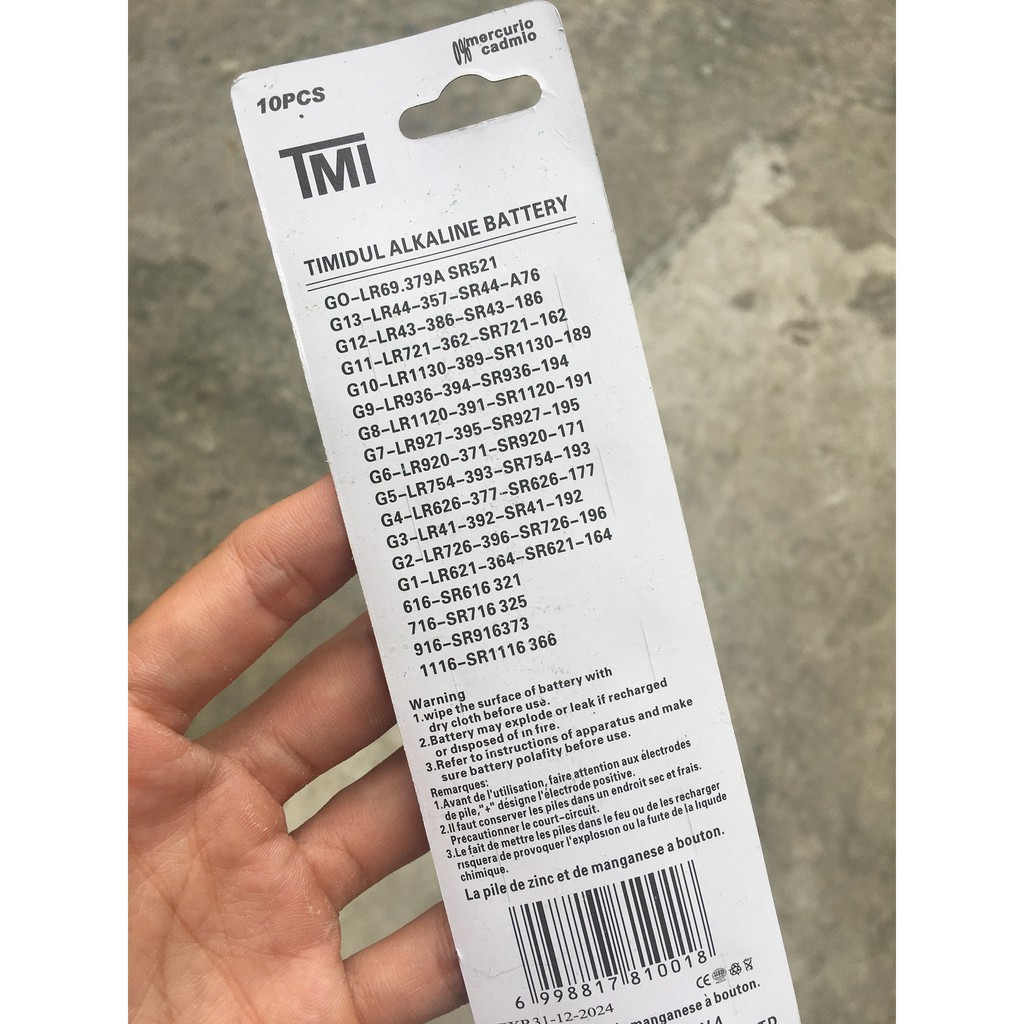 0% mercurio
cadmio
10PCS
TMI
TIMIDUL ALKALINE BATTERY
GO-LR69.379A SR521
G13-LR44-357-SR44-A76
G12-LR43-386-SR43-186
G11-LR721-362-SR721-162
G10-LR1130-389-SR1130-189
G9-LR936-394-SR936-194
G8-LR1120-391-SR1120-191
G7-LR927-395-SR927-195
G6-LR920-371-SR920-171
G5-LR754-393-SR754-193
G4-LR626-377-SR626-177
G3-LR41-392-SR41-192
G2-LR726-396-SR726-196
G1-LR621-364-SR621-164
616-SR616 321
716-SR716 325
916-SR916373
1116-SR1116 366
Warning
1.wipe the surface of battery with
dry cloth before use.
2.Battery may explode or leak if recharged
or disposed of in fire.
3.Refer to instructions of apparatus and make
sure battery polafity before use.
Remarques:
1.Avant de l'utilisation, faire attention aux électrodes
de pile,"+" désigne l'électrode positive.
2.Il faut conserver les piles dans un endroit sec et frais.
Précautionner le court-circuit.
3.Le fait de mettre les piles dans le feu ou de les recharger
risquera de provoquer l'explosion ou la fuite de la liquide
chimique.
La pile de zinc et de manganese a bouton.
6 998817 810018
CE
EXP.31-12-2024
manganese à bouton.